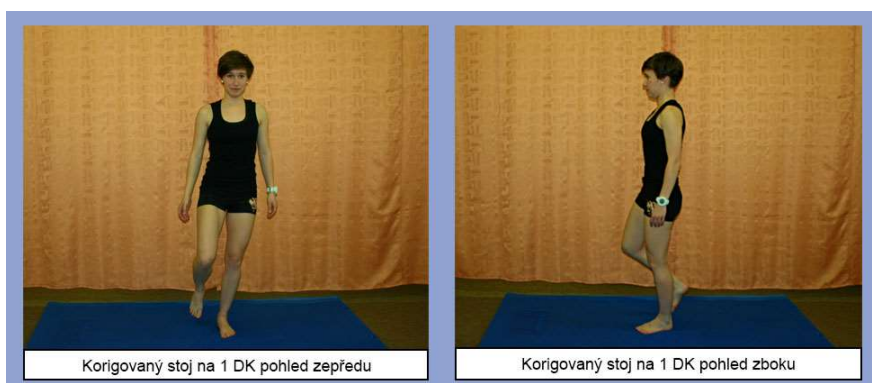 Korigovaný stoj na 1 DK pohled zepředu
Korigovaný stoj na 1 DK pohled zboku